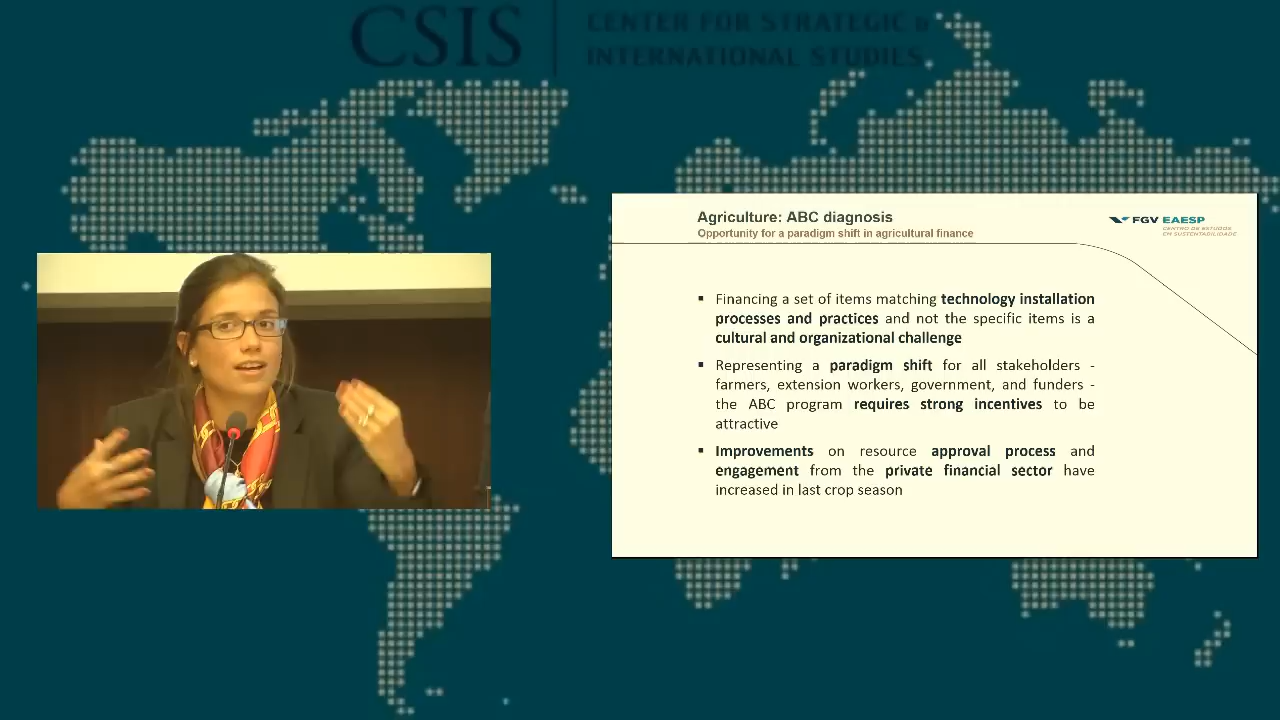 CSIS
CENTER FOR STRATEGIC &
INTERNATIONAL STUDIES
Agriculture: ABC diagnosis
Opportunity for a paradigm shift in agricultural finance
FGV EAESP
CENTRO DE ESTUDOS
EM SUSTENTABILIDADE
▪ Financing a set of items matching technology installation
processes and practices and not the specific items is a
cultural and organizational challenge
▪ Representing a paradigm shift for all stakeholders -
farmers, extension workers, government, and funders -
the ABC program requires strong incentives to be
attractive
▪ Improvements on resource approval process and
engagement from the private financial sector have
increased in last crop season